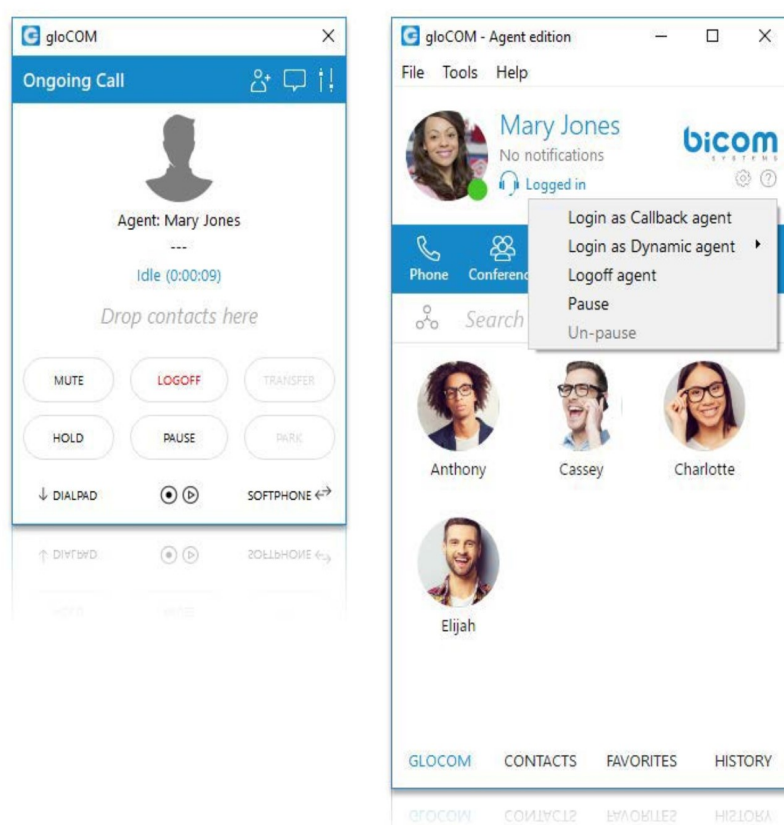 gloCOM
Ongoing Call
Agent: Mary Jones
---
Idle (0:00:09)
Drop contacts here
MUTE LOGOFF TRANSFER
HOLD PAUSE PARK
DIALPAD SOFTPHONE
gloCOM - Agent edition
File Tools Help
Mary Jones
No notifications
Logged in
bicom
SYSTEMS
Login as Callback agent
Login as Dynamic agent
Logoff agent
Pause
Un-pause
Phone Conferenc
Search
Anthony Cassey Charlotte
Elijah
GLOCOM CONTACTS FAVORITES HISTORY